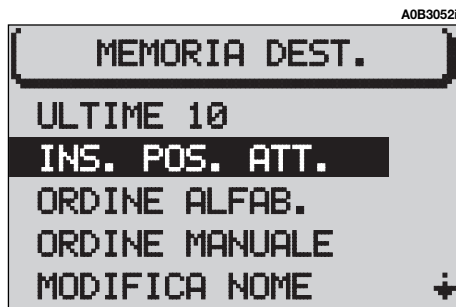 A0B3052i
MEMORIA DEST.
ULTIME 10
INS. POS. ATT.
ORDINE ALFAB.
ORDINE MANUALE
MODIFICA NOME